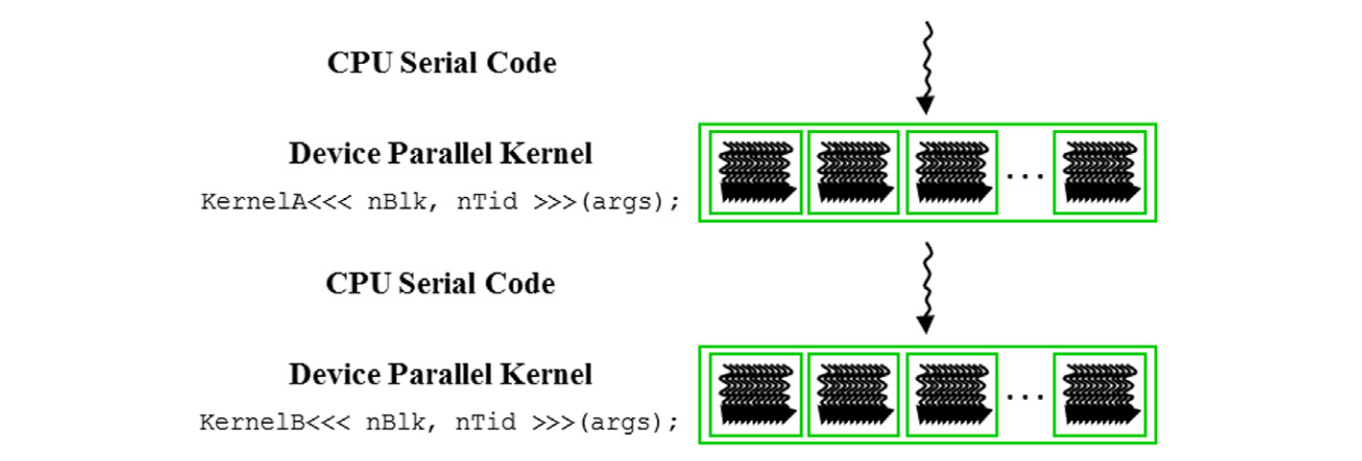 CPU Serial Code
Device Parallel Kernel
KernelA<<< nBlk, nTid >>>(args);
...
CPU Serial Code
Device Parallel Kernel
KernelB<<< nBlk, nTid >>>(args);
...